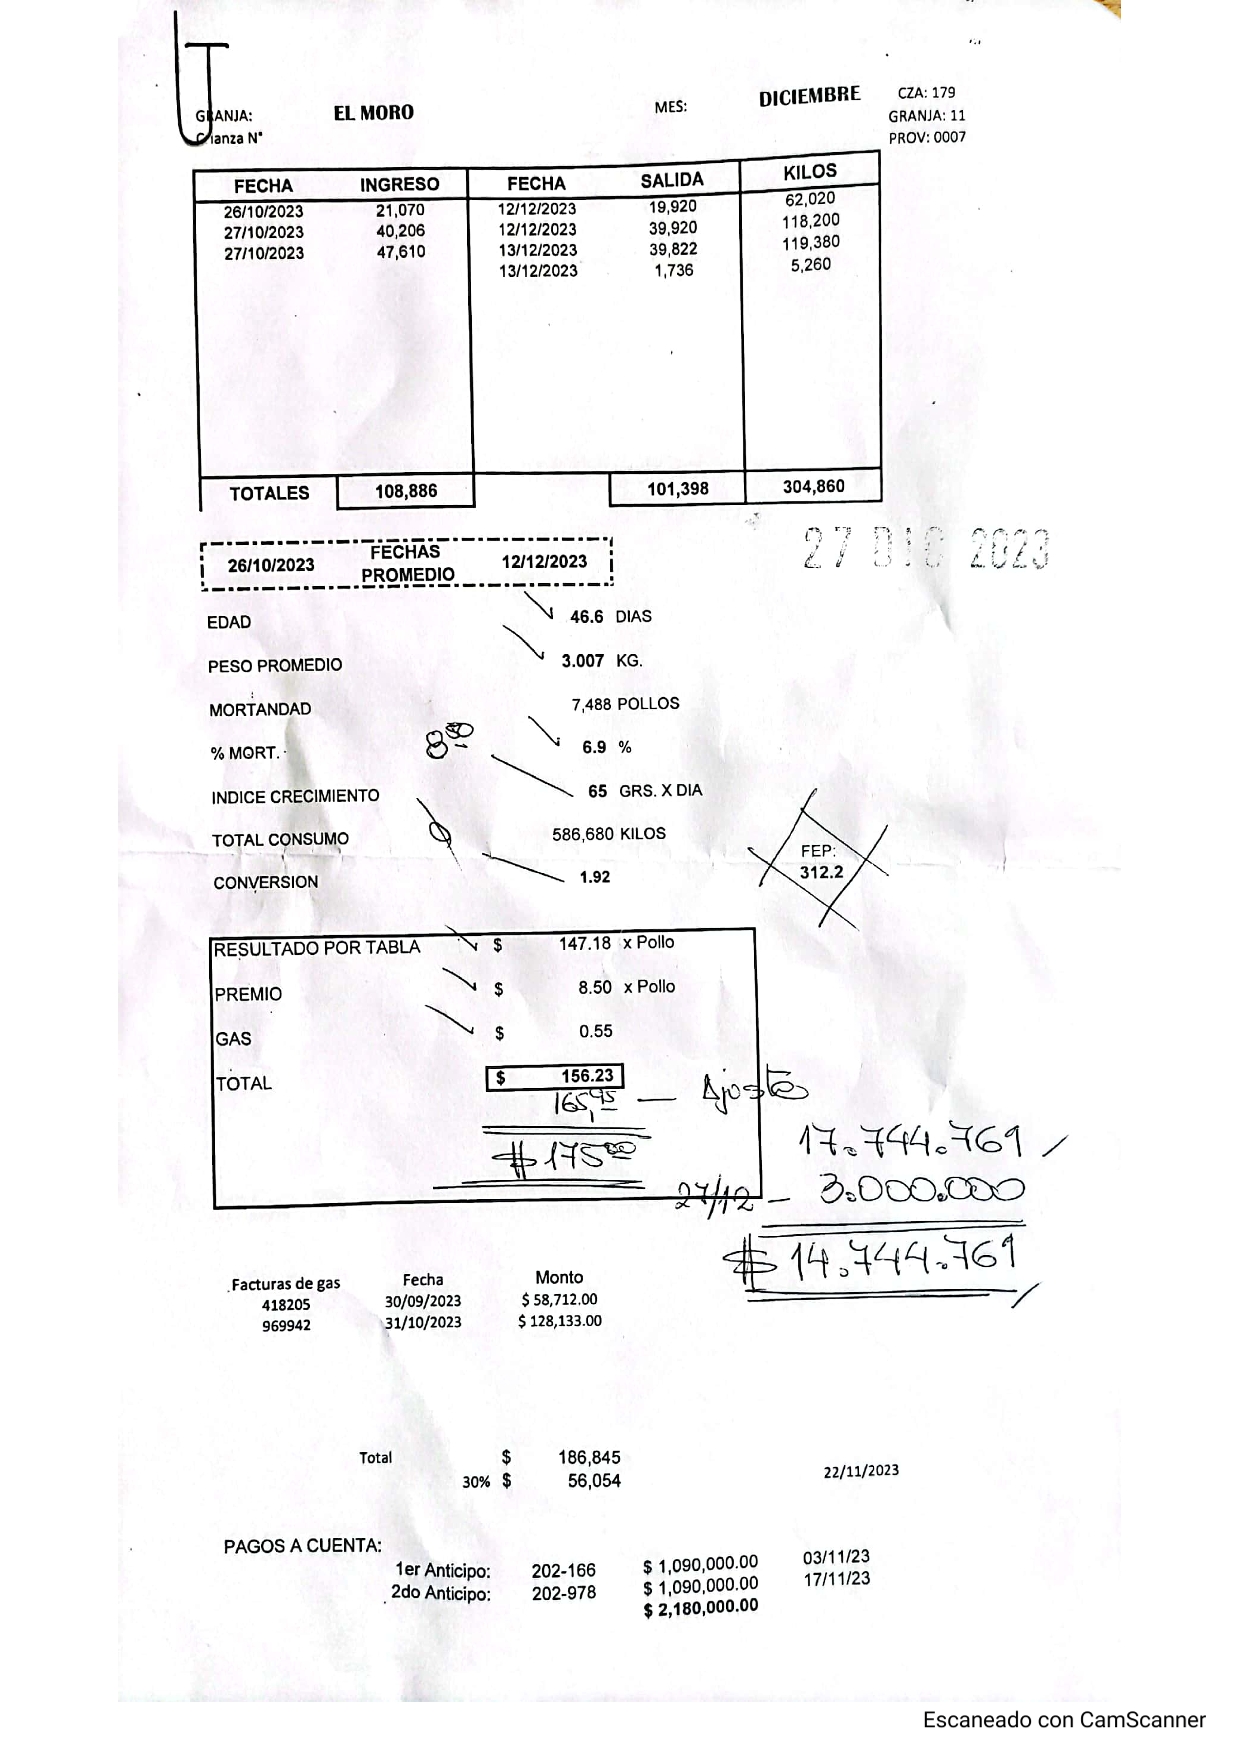 LT
GRANJA: EL MORO MES: DICIEMBRE CZA: 179
GRANJA: 11
Crianza N° PROV: 0007
FECHA INGRESO FECHA SALIDA KILOS
26/10/2023 21,070 12/12/2023 19,920 62,020
27/10/2023 40,206 12/12/2023 39,920 118,200
27/10/2023 47,610 13/12/2023 39,822 119,380
13/12/2023 1,736 5,260
TOTALES 108,886 101,398 304,860
27 DIC 2023
26/10/2023 FECHAS PROMEDIO 12/12/2023
EDAD 46.6 DIAS
PESO PROMEDIO 3.007 KG.
MORTANDAD 7,488 POLLOS
% MORT. 850 6.9 %
INDICE CRECIMIENTO 65 GRS. X DIA
TOTAL CONSUMO 586,680 KILOS
FEP:
312.2
CONVERSION 1.92
RESULTADO POR TABLA $ 147.18 x Pollo
PREMIO $ 8.50 x Pollo
GAS $ 0.55
TOTAL $ 156.23
165,95 — Ajuste
$ 17500
17.744.769
27/12 - 3.000.000
$ 14.744.769
Facturas de gas Fecha Monto
418205 30/09/2023 $ 58,712.00
969942 31/10/2023 $ 128,133.00
Total $ 186,845
30% $ 56,054 22/11/2023
PAGOS A CUENTA:
1er Anticipo: 202-166 $ 1,090,000.00 03/11/23
2do Anticipo: 202-978 $ 1,090,000.00 17/11/23
$ 2,180,000.00
Escaneado con CamScanner